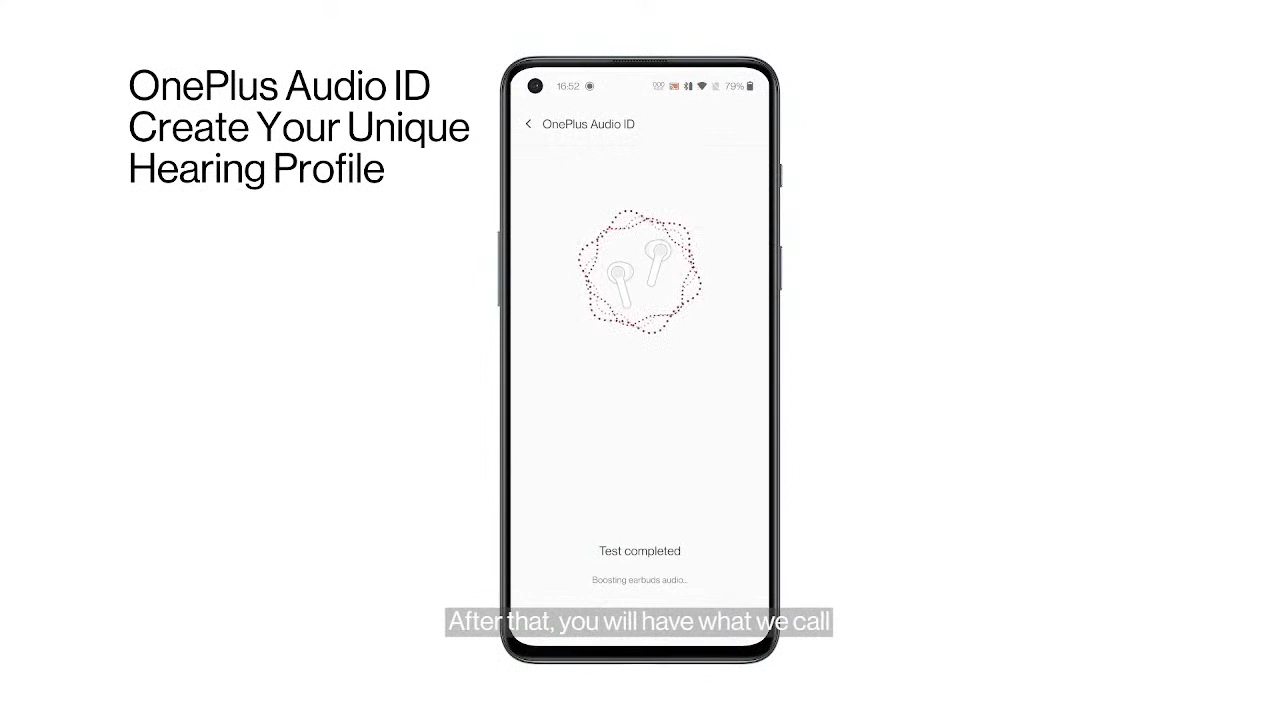 OnePlus Audio ID
Create Your Unique
Hearing Profile
16:52
79%
OnePlus Audio ID
Test completed
Boosting earbuds audio...
After that, you will have what we call